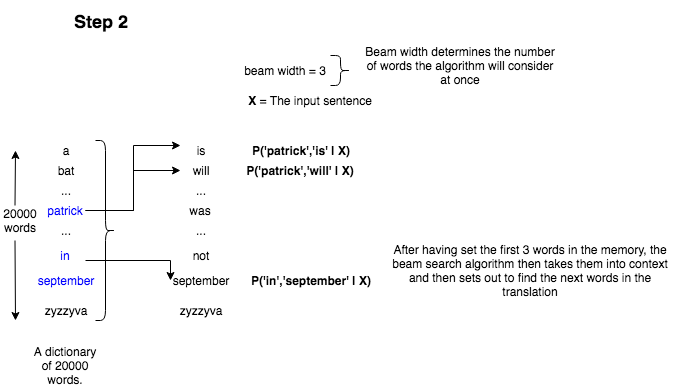 Step 2
Beam width determines the number
of words the algorithm will consider
at once
beam width = 3
X = The input sentence
a
bat
...
patrick
...
in
september
zyzzyva
20000
words
A dictionary
of 20000
words.
is
will
...
was
...
not
september
zyzzyva
P('patrick','is' I X)
P('patrick','will' I X)
P('in','september' I X)
After having set the first 3 words in the memory, the
beam search algorithm then takes them into context
and then sets out to find the next words in the
translation